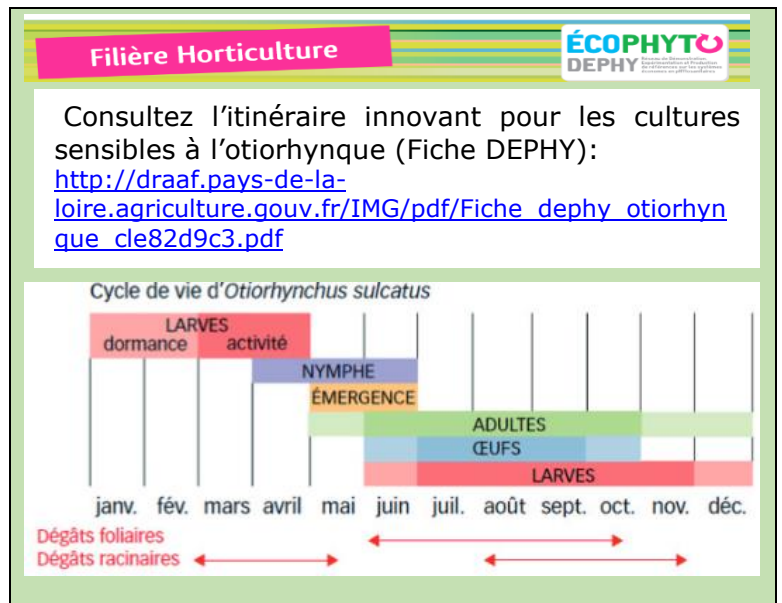 Filière Horticulture
ÉCOPHYTO
DEPHY
Consultez l’itinéraire innovant pour les cultures
sensibles à l’otiorhynque (Fiche DEPHY):
http://draaf.pays-de-la-
loire.agriculture.gouv.fr/IMG/pdf/Fiche_dephy_otiorhyn
que_cle82d9c3.pdf
Cycle de vie d’Otiorhynchus sulcatus
LARVES
dormance activité
NYMPHE
ÉMERGENCE
ADULTES
ŒUFS
LARVES
janv. fév. mars avril mai juin juil. août sept. oct. nov. déc.
Dégâts foliaires
Dégâts racinaires